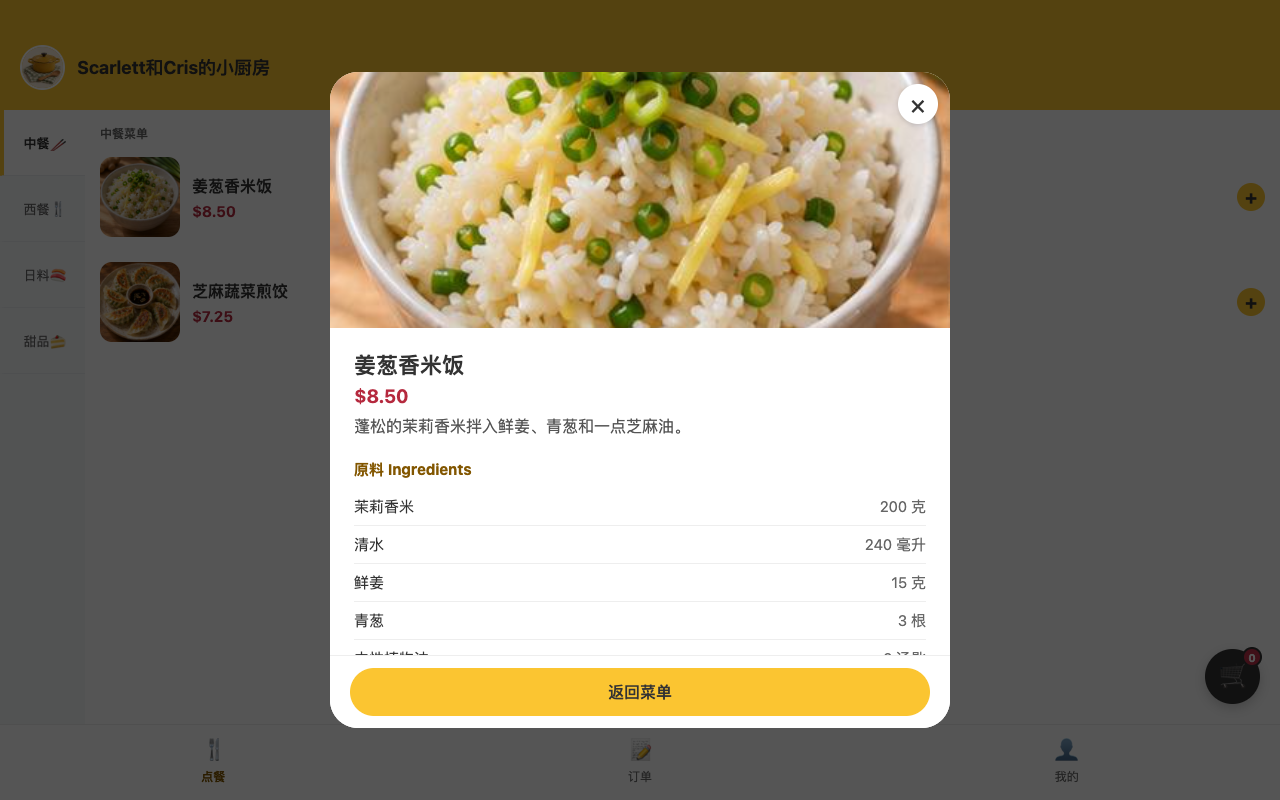 Scarlett和Cris的小厨房
中餐🥢
西餐🍴
日料🍣
甜品🍰
中餐菜单
姜葱香米饭
$8.50
+
芝麻蔬菜煎饺
$7.25
+
×
姜葱香米饭
$8.50
蓬松的茉莉香米拌入鲜姜、青葱和一点芝麻油。
原料 Ingredients
茉莉香米 200 克
清水 240 毫升
鲜姜 15 克
青葱 3 根
返回菜单
0
点餐
订单
我的